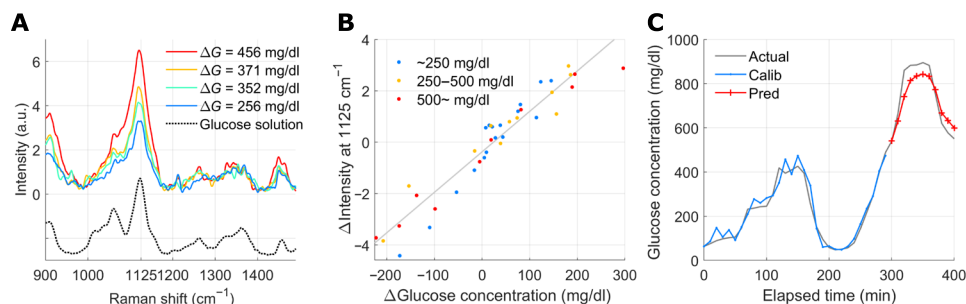 A
Intensity (a.u.)
6
4
2
0
ΔG = 456 mg/dl
ΔG = 371 mg/dl
ΔG = 352 mg/dl
ΔG = 256 mg/dl
Glucose solution
900 1000 1125 1200 1300 1400
Raman shift (cm⁻¹)
B
ΔIntensity at 1125 cm⁻¹
4
2
0
−2
−4
~250 mg/dl
250−500 mg/dl
500~ mg/dl
−200 −100 0 100 200 300
ΔGlucose concentration (mg/dl)
C
Glucose concentration (mg/dl)
1000
800
600
400
200
0
Actual
Calib
Pred
0 100 200 300 400
Elapsed time (min)